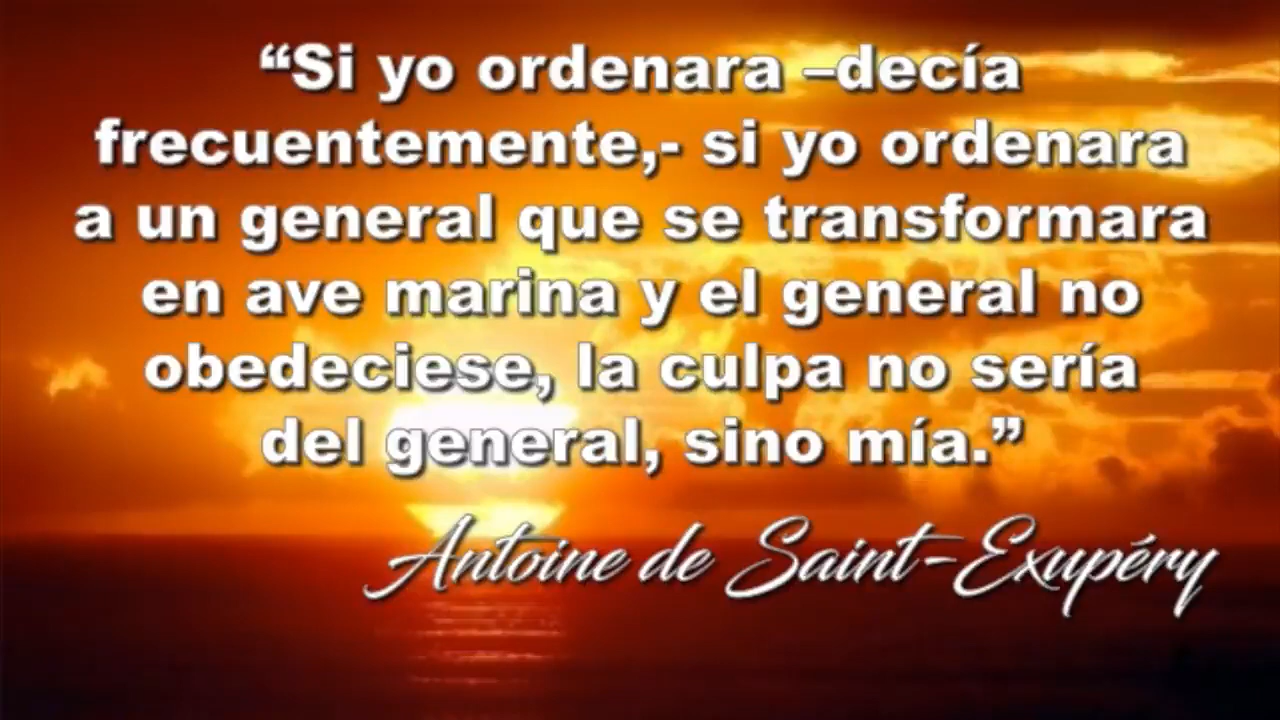 “Si yo ordenara –decía
frecuentemente,- si yo ordenara
a un general que se transformara
en ave marina y el general no
obedeciese, la culpa no sería
del general, sino mía.”
Antoine de Saint-Exupéry